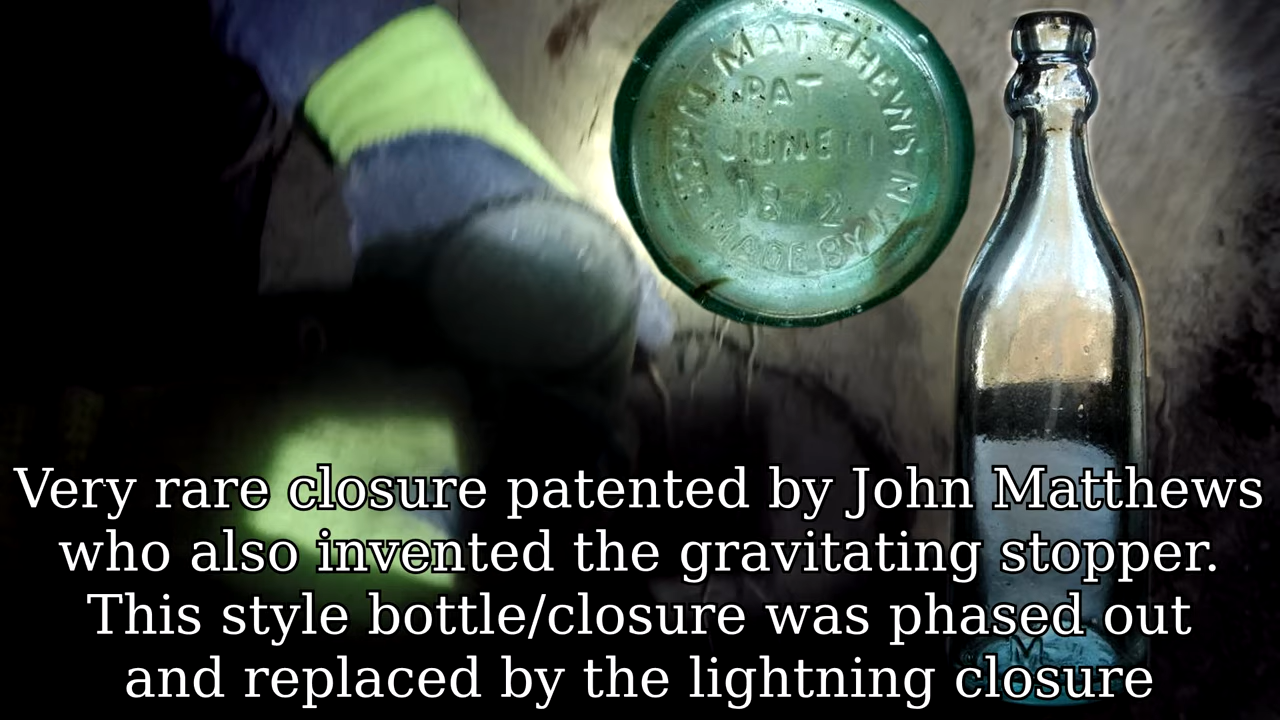 JOHN MATTHEWS N.Y
PAT
JUNE 11
1872
MADE BY
M
Very rare closure patented by John Matthews
who also invented the gravitating stopper.
This style bottle/closure was phased out
and replaced by the lightning closure